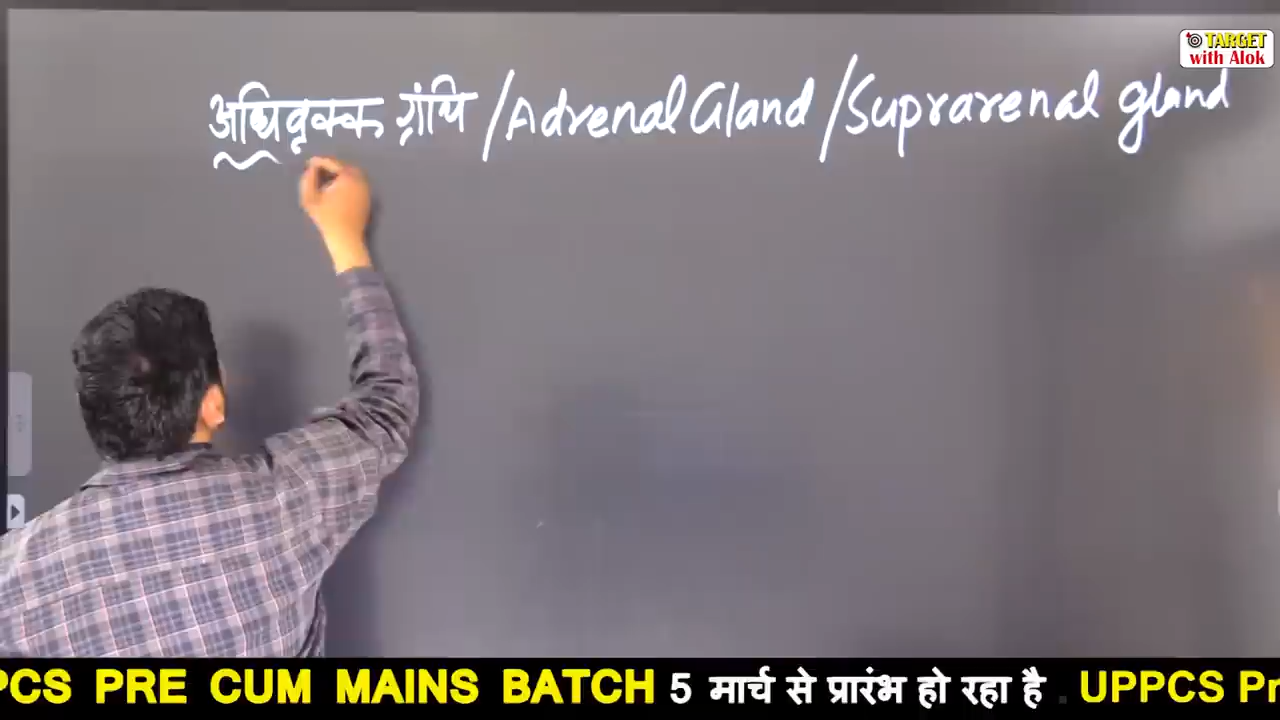 TARGET
with Alok
अधिवृक्क ग्रंथि / Adrenal Gland / Suprarenal gland
PCS PRE CUM MAINS BATCH 5 मार्च से प्रारंभ हो रहा है . UPPCS Pr